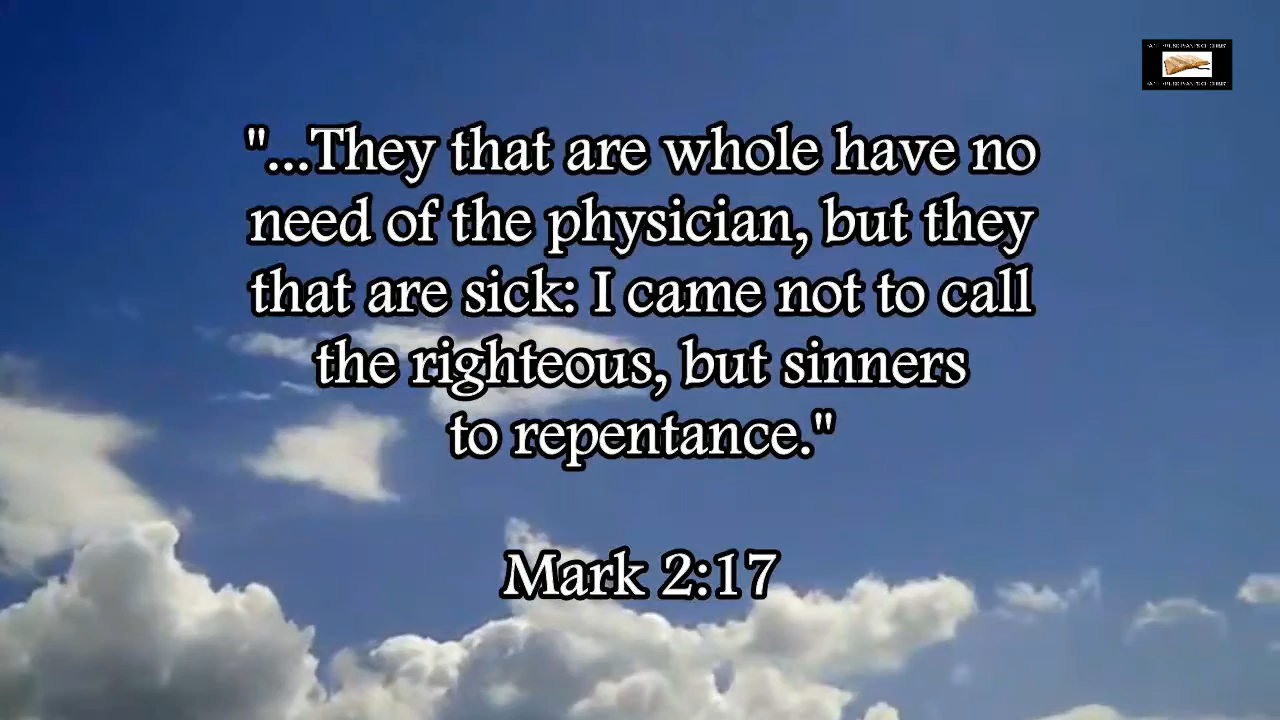 "...They that are whole have no
need of the physician, but they
that are sick: I came not to call
the righteous, but sinners
to repentance."
Mark 2:17